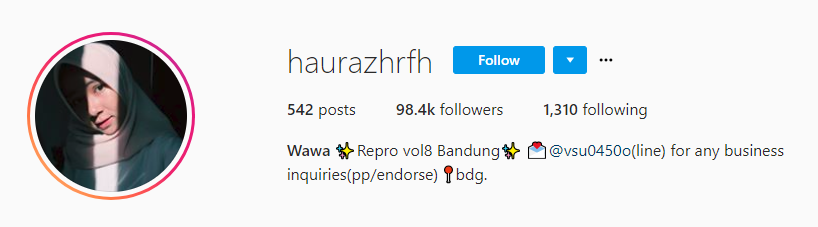 haurazhrfh Follow
542 posts 98.4k followers 1,310 following
Wawa ✨Repro vol8 Bandung✨ 💌@vsu0450o(line) for any business
inquiries(pp/endorse)📍bdg.